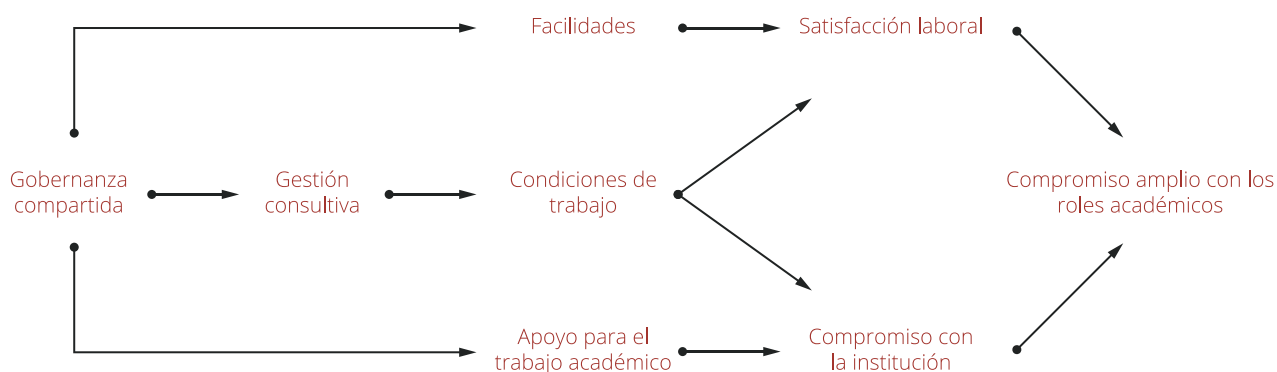 Facilidades
Satisfacción laboral
Gobernanza
compartida
Gestión
consultiva
Condiciones de
trabajo
Compromiso amplio con los
roles académicos
Apoyo para el
trabajo académico
Compromiso con
la institución